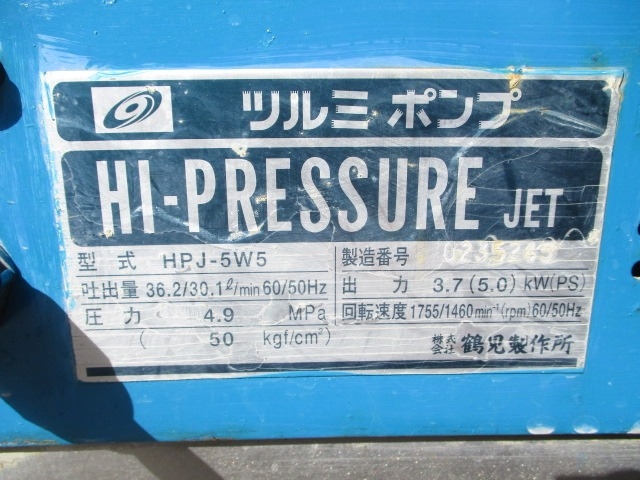 ツルミポンプ
HI-PRESSURE JET
型式 HPJ-5W5 製造番号
吐出量 36.2/30.1ℓ/min 60/50Hz 出力 3.7(5.0)kW(PS)
圧力 4.9 MPa 回転速度 1755/1460min⁻¹(rpm)60/50Hz
( 50 kgf/cm²) 株式会社 鶴見製作所